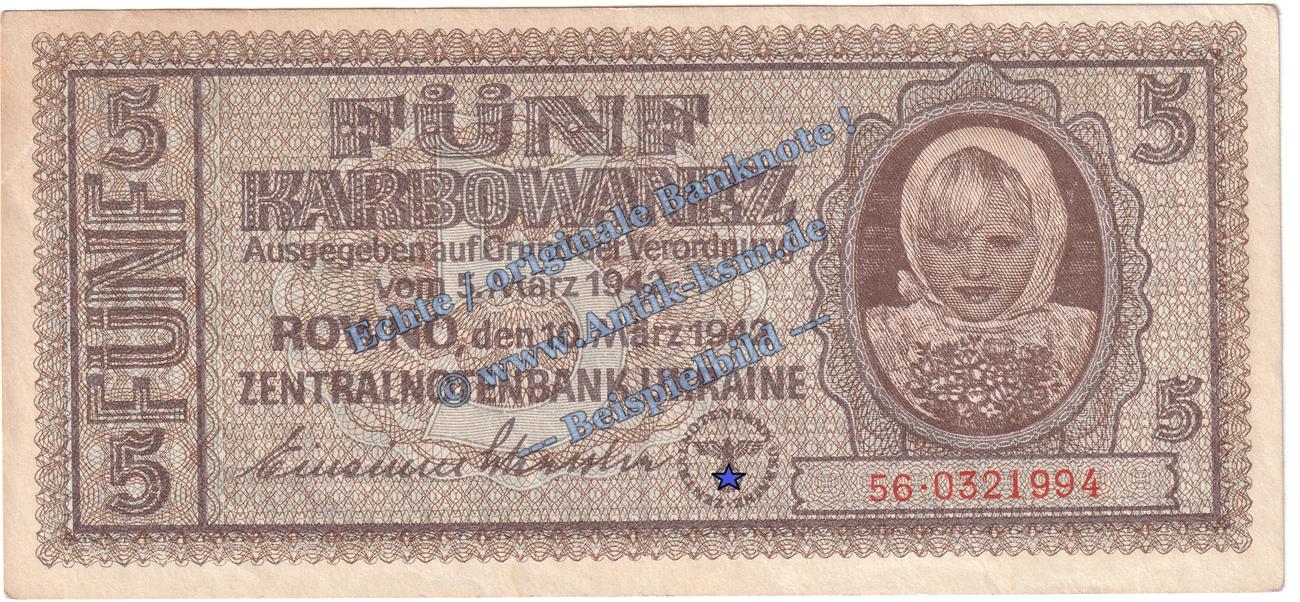 5
FÜNF
5
FÜNF
KARBOWANEZ
Ausgegeben auf Grund der Verordnung
vom 5. März 1942
ROWNO, den 10. März 1942
ZENTRALNOTENBANK UKRAINE
5
5
56·0321994
Echte / originale Banknote !
© www.Antik-ksm.de
--- Beispielbild ---